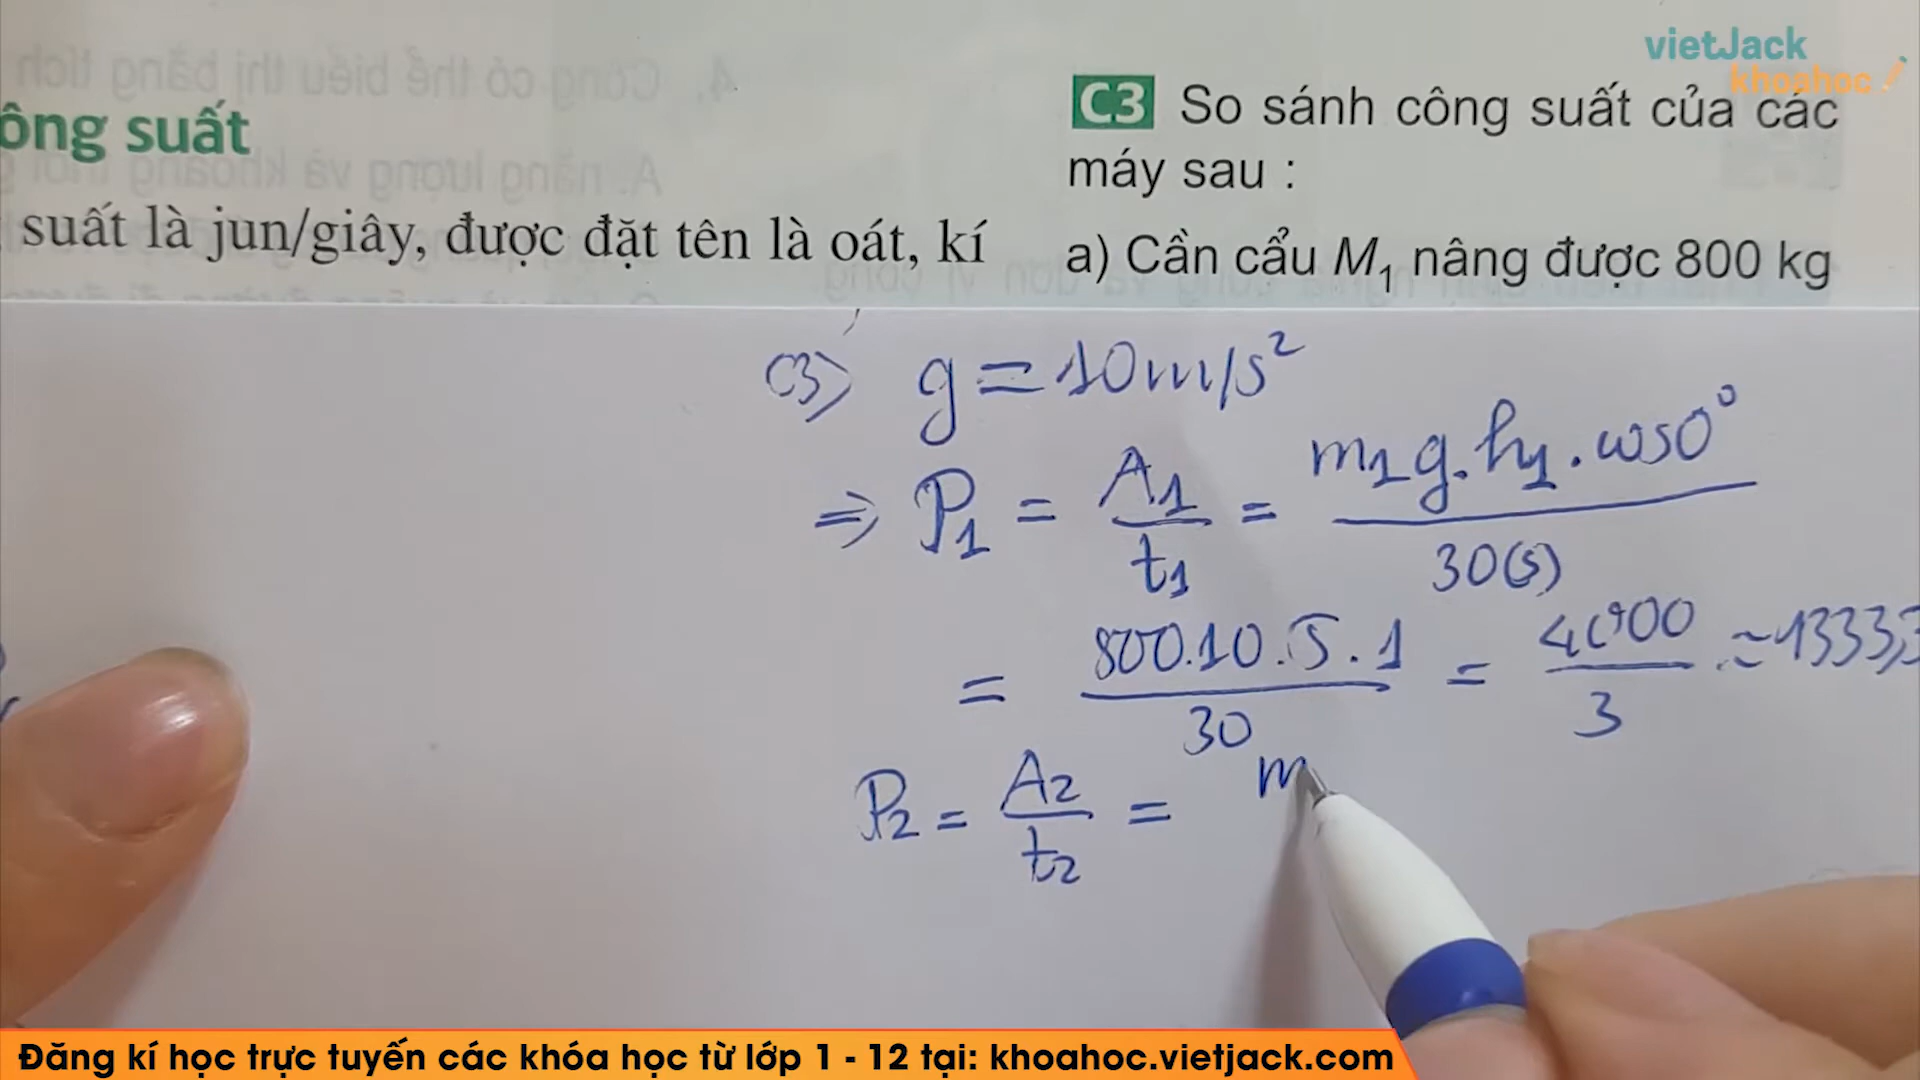 vietJack
khoahoc
ông suất
suất là jun/giây, được đặt tên là oát, kí
C3 So sánh công suất của các
máy sau :
a) Cần cẩu M₁ nâng được 800 kg
C3) g = 10m/s²
=> P₁ = A₁/t₁ = m₁g.h₁.cos0°/30(s)
= 800.10.5.1/30 = 4000/3 ≈ 1333,3
P₂ = A₂/t₂ = m
Đăng kí học trực tuyến các khóa học từ lớp 1 - 12 tại: khoahoc.vietjack.com